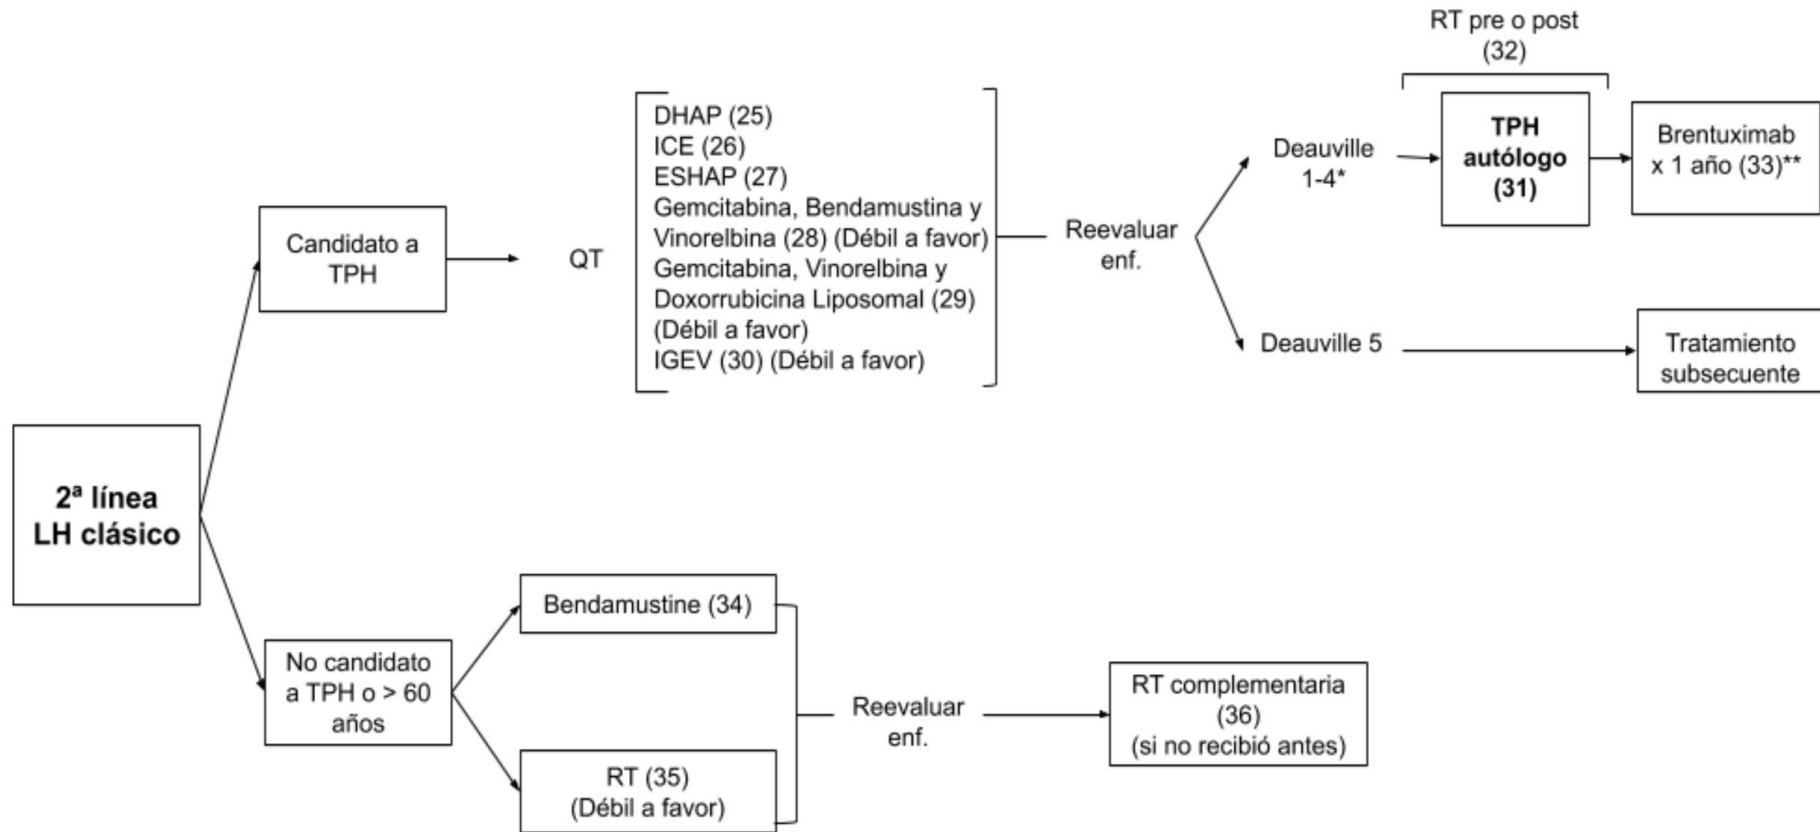 RT pre o post
(32)
DHAP (25)
ICE (26)
ESHAP (27)
Gemcitabina, Bendamustina y
Vinorelbina (28) (Débil a favor)
Gemcitabina, Vinorelbina y
Doxorrubicina Liposomal (29)
(Débil a favor)
IGEV (30) (Débil a favor)
QT
Candidato a
TPH
Reevaluar
enf.
Deauville
1-4*
TPH
autólogo
(31)
Brentuximab
x 1 año (33)**
Deauville 5
Tratamiento
subsecuente
2ª línea
LH clásico
No candidato
a TPH o > 60
años
Bendamustine (34)
RT (35)
(Débil a favor)
Reevaluar
enf.
RT complementaria
(36)
(si no recibió antes)